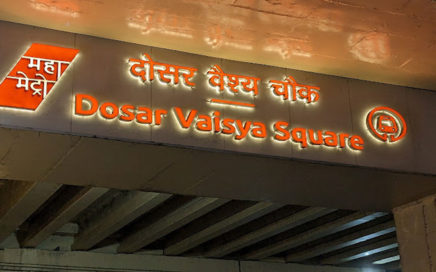 महा
मेट्रो
दोसर वैश्य चौक
Dosar Vaisya Square